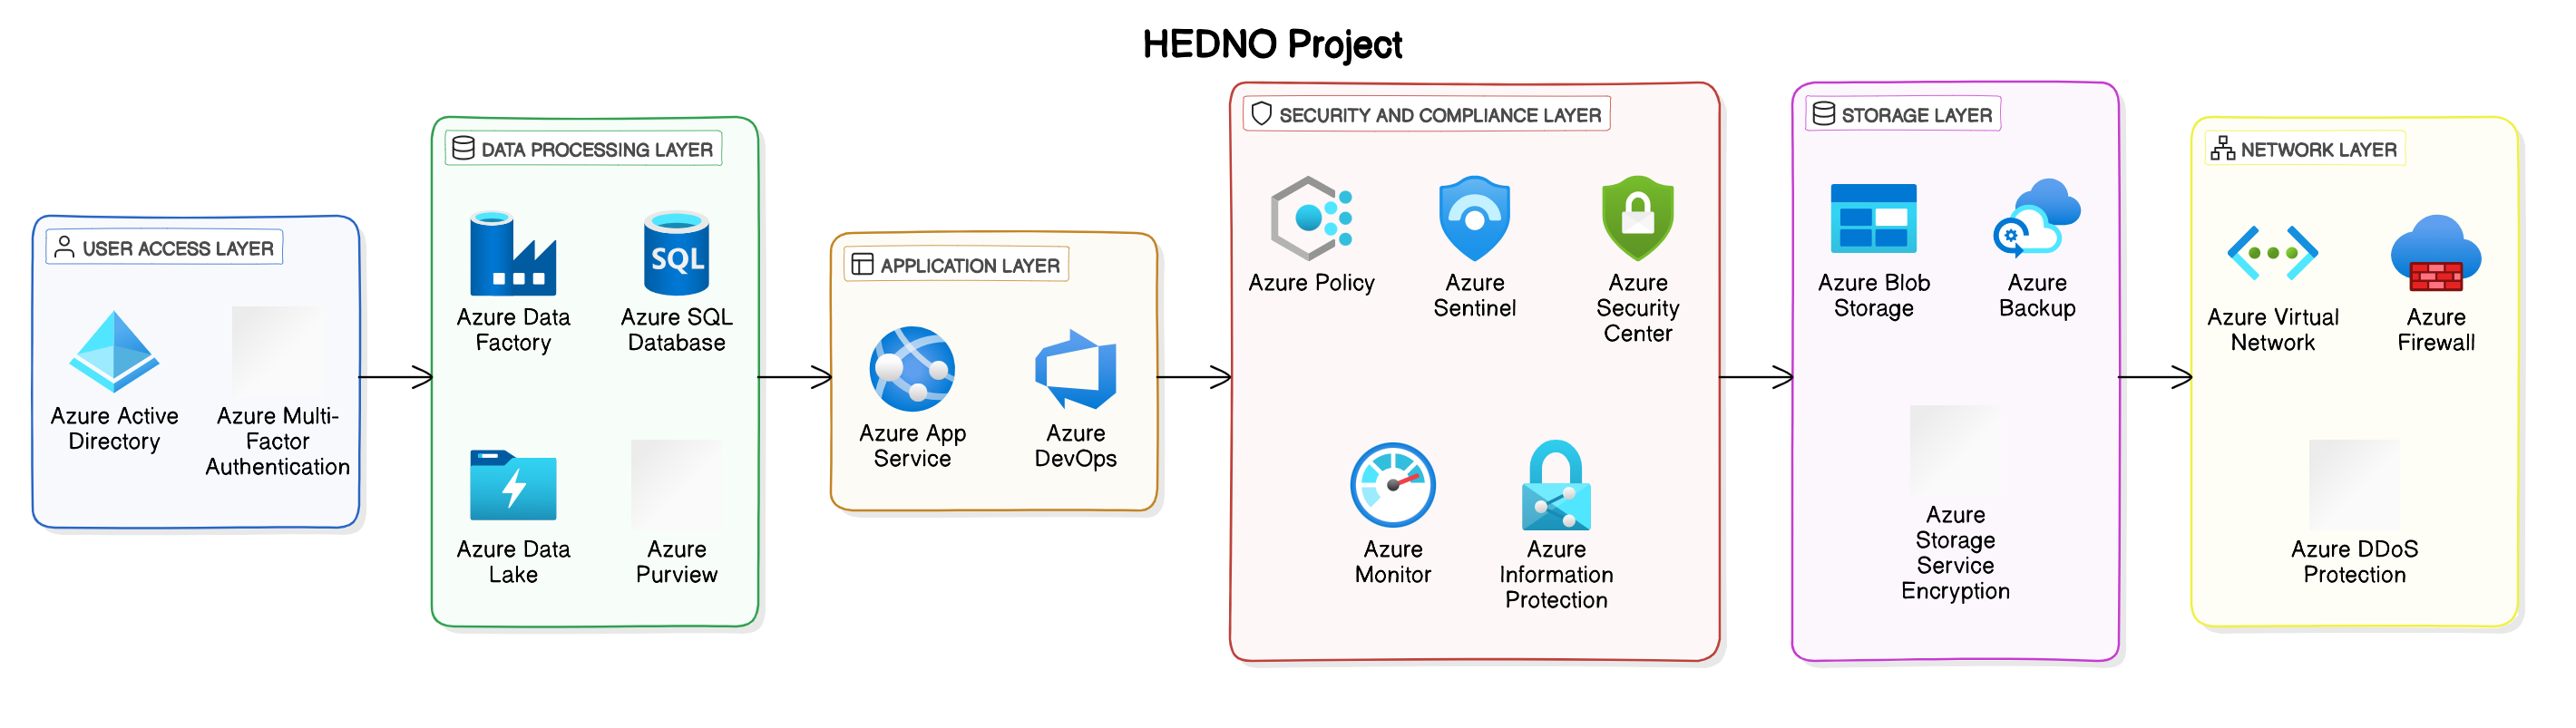 HEDNO Project
USER ACCESS LAYER
Azure Active
Directory
Azure Multi-
Factor
Authentication
DATA PROCESSING LAYER
Azure Data
Factory
SQL
Azure SQL
Database
Azure Data
Lake
Azure
Purview
APPLICATION LAYER
Azure App
Service
Azure
DevOps
SECURITY AND COMPLIANCE LAYER
Azure Policy
Azure
Sentinel
Azure
Security
Center
Azure
Monitor
Azure
Information
Protection
STORAGE LAYER
Azure Blob
Storage
Azure
Backup
Azure
Storage
Service
Encryption
NETWORK LAYER
Azure Virtual
Network
Azure
Firewall
Azure DDoS
Protection